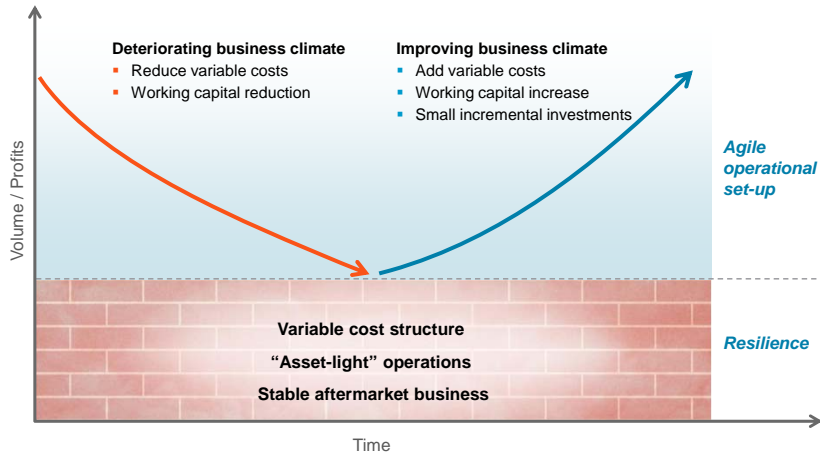 Deteriorating business climate
▪ Reduce variable costs
▪ Working capital reduction
Improving business climate
▪ Add variable costs
▪ Working capital increase
▪ Small incremental investments
Volume / Profits
Agile
operational
set-up
Variable cost structure
“Asset-light” operations
Stable aftermarket business
Resilience
Time